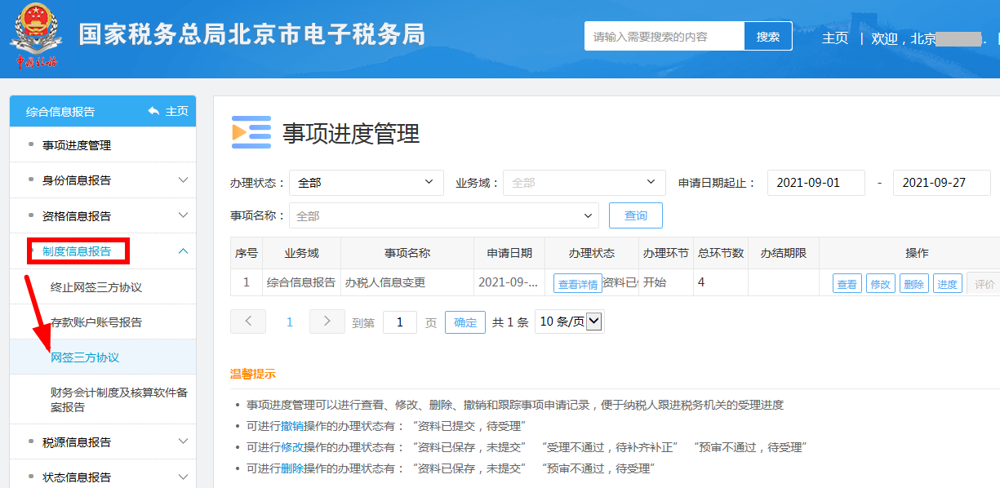 国家税务总局北京市电子税务局
请输入需要搜索的内容 搜索
主页 | 欢迎，北京
中国税务
综合信息报告 主页
事项进度管理
身份信息报告
资格信息报告
制度信息报告
终止网签三方协议
存款账户账号报告
网签三方协议
财务会计制度及核算软件备
案报告
税源信息报告
状态信息报告
事项进度管理
办理状态： 全部 业务域： 全部 申请日期起止： 2021-09-01 - 2021-09-27
事项名称： 全部 查询
序号 业务域 事项名称 申请日期 办理状态 办理环节 总环节数 办结期限 操作
1 综合信息报告 办税人信息变更 2021-09-... 查看详情 资料已 开始 4 查看 修改 删除 进度 评价
< 1 > 到第 1 页 确定 共 1 条 10 条/页
温馨提示
• 事项进度管理可以进行查看、修改、删除、撤销和跟踪事项申请记录，便于纳税人跟进税务机关的受理进度
• 可进行撤销操作的办理状态有：“资料已提交，待受理”
• 可进行修改操作的办理状态有：“资料已保存，未提交” “受理不通过，待补齐补正” “预审不通过，待受理”
• 可进行删除操作的办理状态有：“资料已保存，未提交” “预审不通过，待受理”